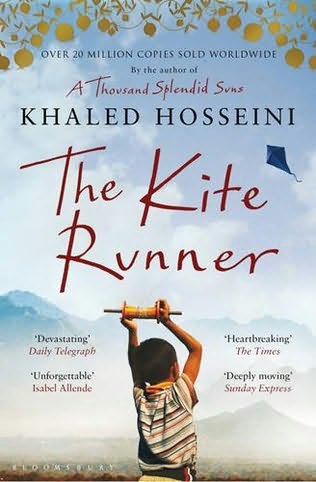 OVER 20 MILLION COPIES SOLD WORLDWIDE
By the author of
A Thousand Splendid Suns
KHALED HOSSEINI
The Kite
Runner
‘Devastating’
Daily Telegraph
‘Heartbreaking’
The Times
‘Unforgettable’
Isabel Allende
‘Deeply moving’
Sunday Express
BLOOMSBURY